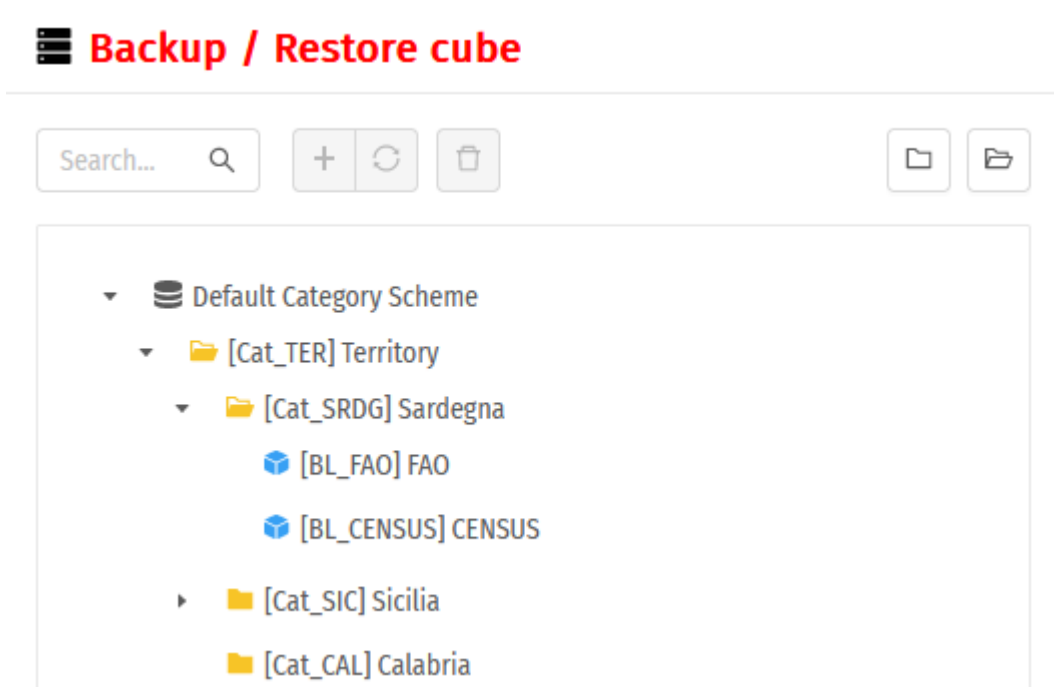 Backup / Restore cube
Search...
Default Category Scheme
[Cat_TER] Territory
[Cat_SRDG] Sardegna
[BL_FAO] FAO
[BL_CENSUS] CENSUS
[Cat_SIC] Sicilia
[Cat_CAL] Calabria